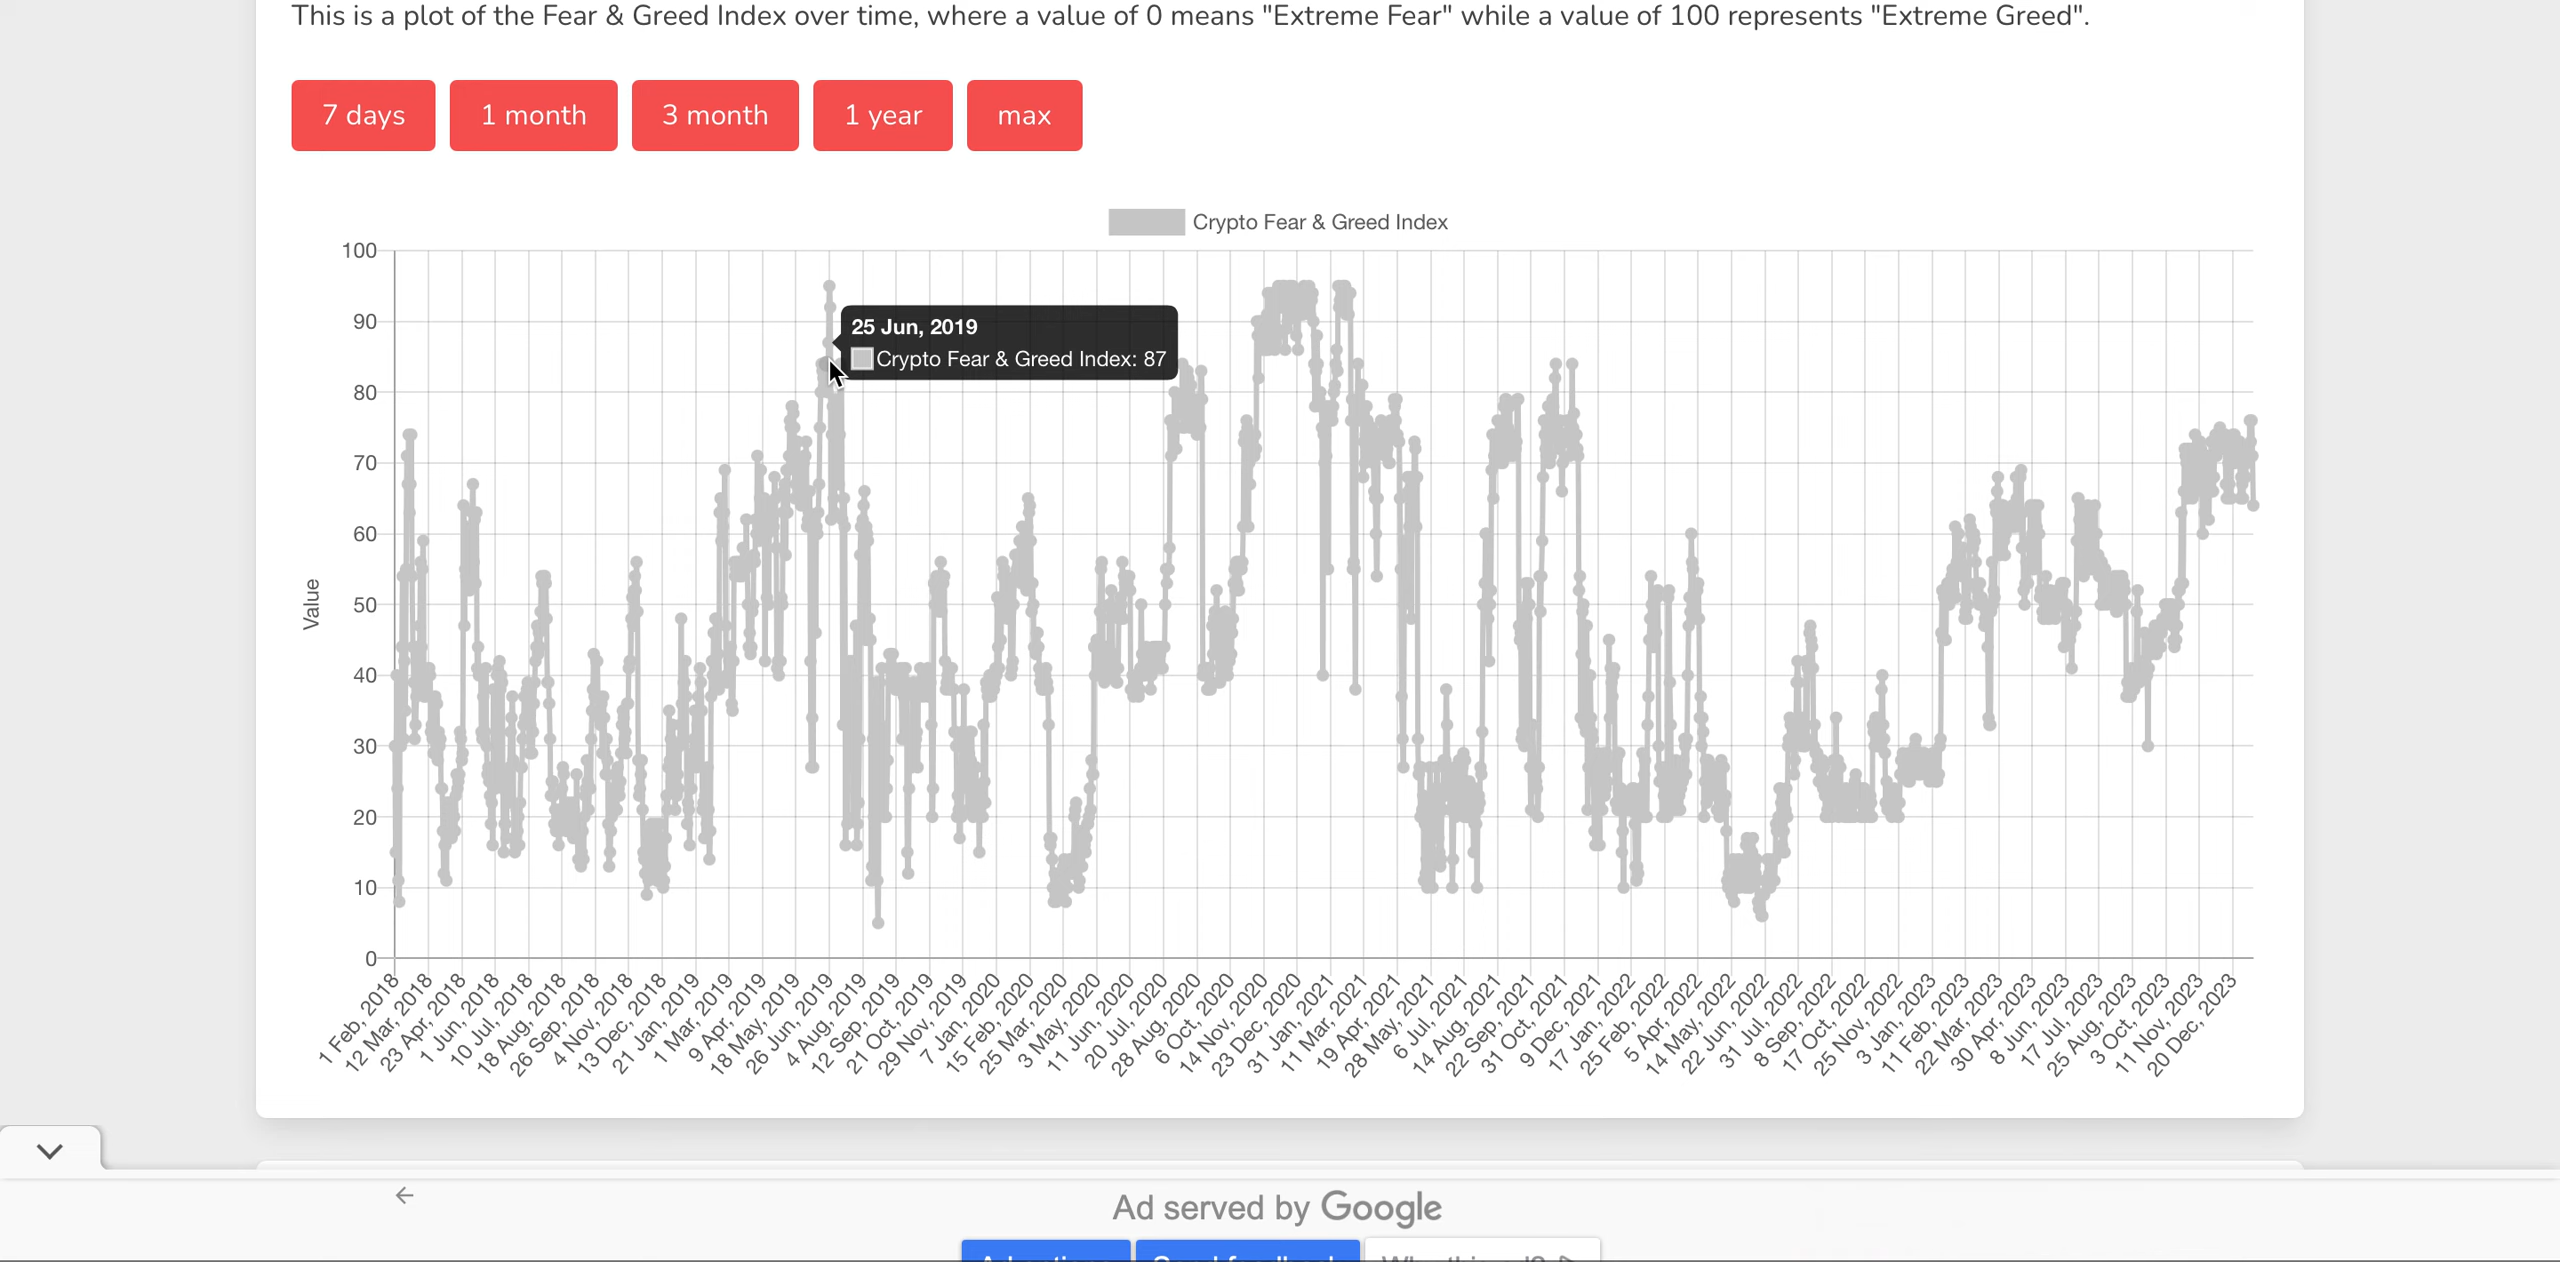 This is a plot of the Fear & Greed Index over time, where a value of 0 means "Extreme Fear" while a value of 100 represents "Extreme Greed".
7 days 1 month 3 month 1 year max
Crypto Fear & Greed Index
100
90
25 Jun, 2019
Crypto Fear & Greed Index: 87
80
70
60
50
Value
40
30
20
10
0
1 Feb, 2018
12 Mar, 2018
23 Apr, 2018
1 Jun, 2018
10 Jul, 2018
18 Aug, 2018
26 Sep, 2018
4 Nov, 2018
13 Dec, 2018
21 Jan, 2019
1 Mar, 2019
9 Apr, 2019
18 May, 2019
26 Jun, 2019
4 Aug, 2019
12 Sep, 2019
21 Oct, 2019
29 Nov, 2019
7 Jan, 2020
15 Feb, 2020
25 Mar, 2020
3 May, 2020
11 Jun, 2020
20 Jul, 2020
28 Aug, 2020
6 Oct, 2020
14 Nov, 2020
23 Dec, 2020
31 Jan, 2021
11 Mar, 2021
19 Apr, 2021
28 May, 2021
6 Jul, 2021
14 Aug, 2021
22 Sep, 2021
31 Oct, 2021
9 Dec, 2021
17 Jan, 2022
25 Feb, 2022
5 Apr, 2022
14 May, 2022
22 Jun, 2022
31 Jul, 2022
8 Sep, 2022
17 Oct, 2022
25 Nov, 2022
3 Jan, 2023
11 Feb, 2023
22 Mar, 2023
30 Apr, 2023
8 Jun, 2023
17 Jul, 2023
25 Aug, 2023
3 Oct, 2023
11 Nov, 2023
20 Dec, 2023
Ad served by Google